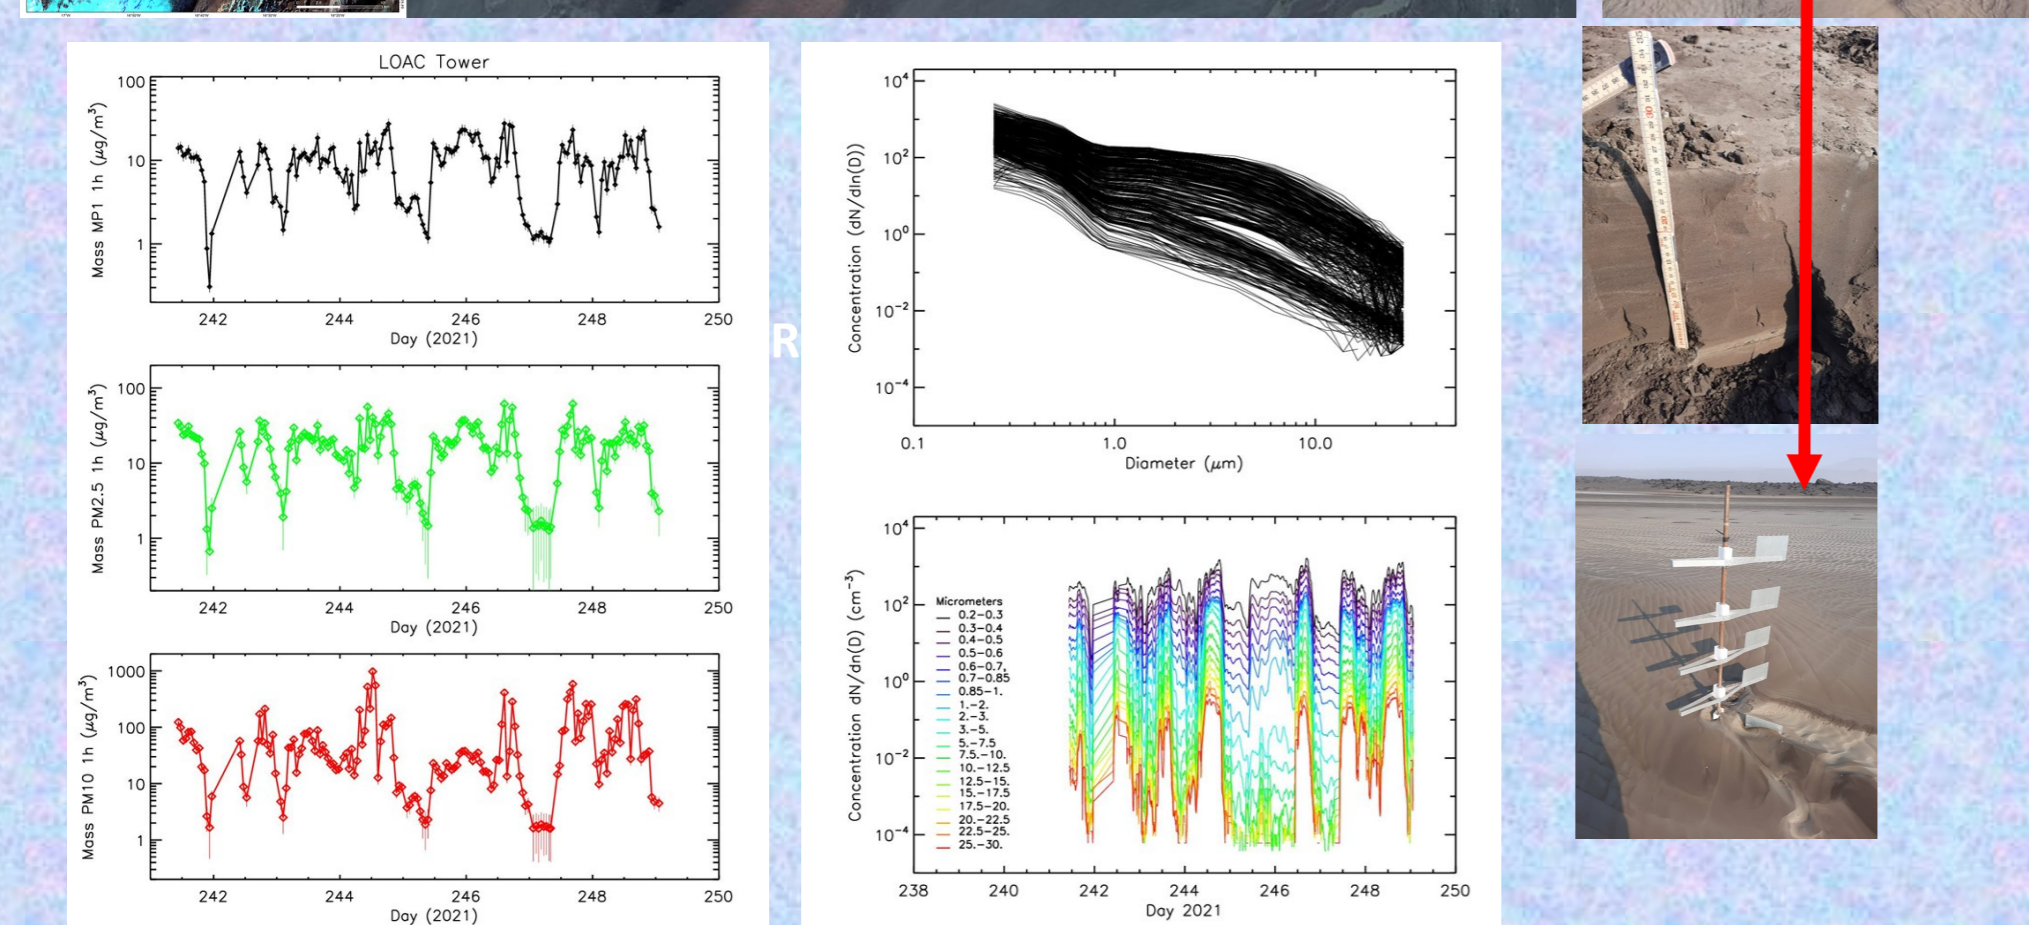 LOAC Tower
Mass MP1 1h (μg/m³)
100
10
1
242 244 246 248 250
Day (2021)
Mass PM2.5 1h (μg/m³)
100
10
1
242 244 246 248 250
Day (2021)
Mass PM10 1h (μg/m³)
1000
100
10
1
242 244 246 248 250
Day (2021)
R
Concentration (dN/dln(D))
10⁴
10²
10⁰
10⁻²
10⁻⁴
0.1 1.0 10.0
Diameter (μm)
Concentration dN/dn(D) (cm⁻³)
10⁴
10²
10⁰
10⁻²
10⁻⁴
Micrometers
0.2-0.3
0.3-0.4
0.4-0.5
0.5-0.6
0.6-0.7,
0.7-0.85
0.85-1.
1.-2.
2.-3.
3.-5.
5.-7.5
7.5.-10.
10.-12.5
12.5-15.
15.-17.5
17.5-20.
20.-22.5
22.5-25.
25.-30.
238 240 242 244 246 248 250
Day 2021